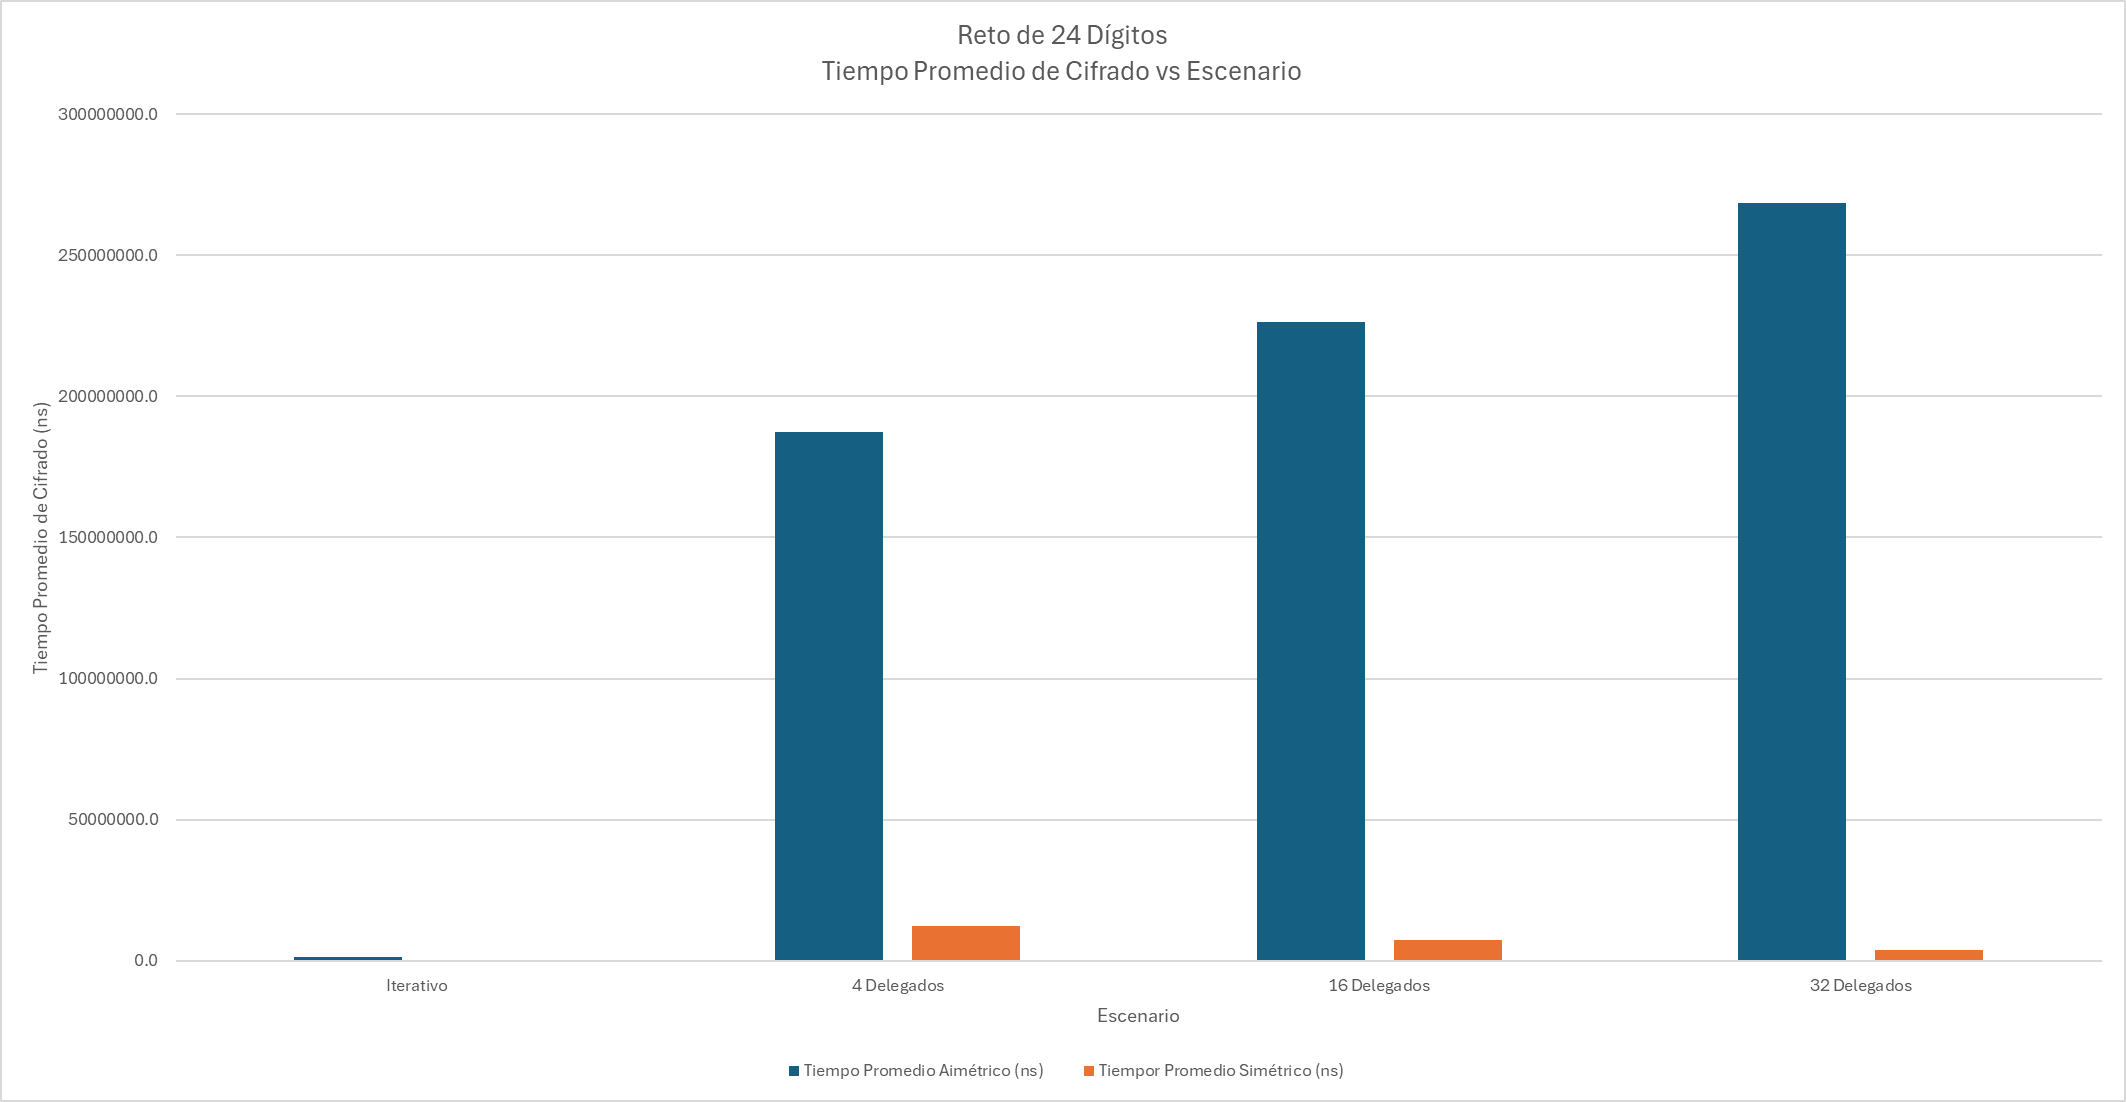 Reto de 24 Dígitos
Tiempo Promedio de Cifrado vs Escenario
300000000.0
250000000.0
200000000.0
150000000.0
100000000.0
50000000.0
0.0
Tiempo Promedio de Cifrado (ns)
Iterativo
4 Delegados
16 Delegados
32 Delegados
Escenario
Tiempo Promedio Aimétrico (ns)
Tiempor Promedio Simétrico (ns)